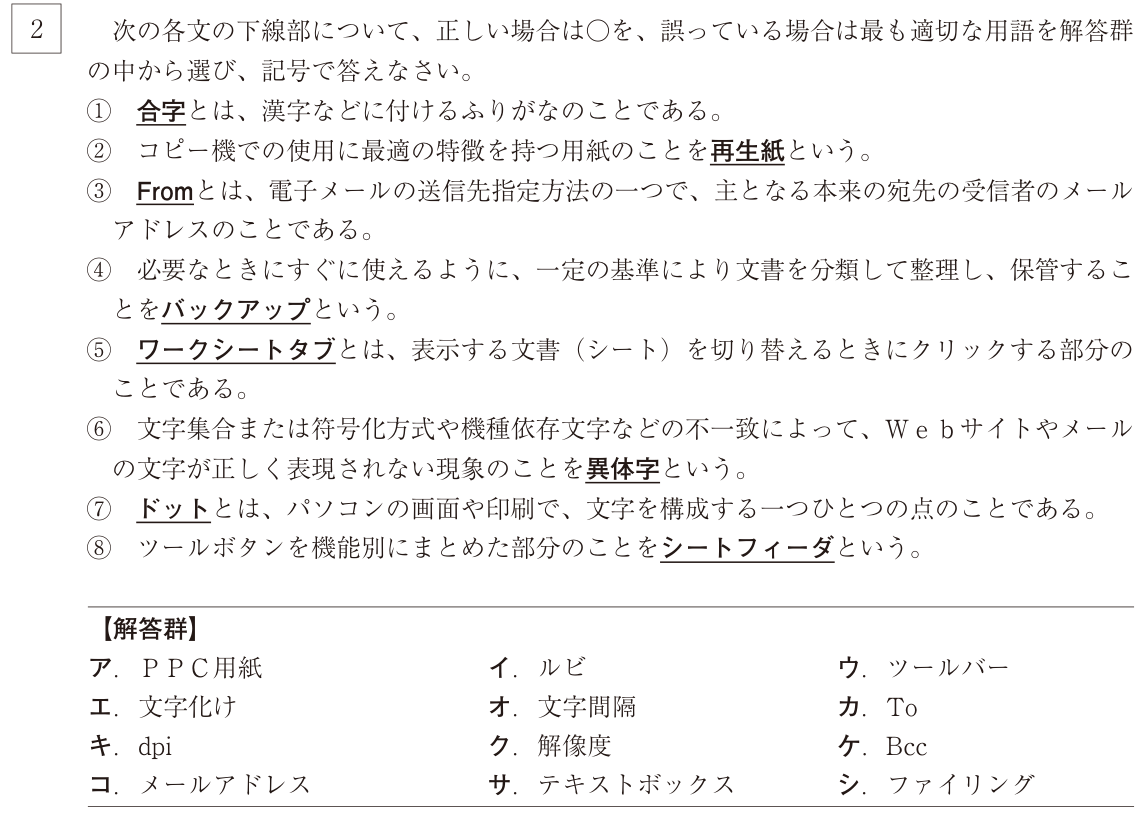 2　次の各文の下線部について、正しい場合は○を、誤っている場合は最も適切な用語を解答群
の中から選び、記号で答えなさい。
①　合字とは、漢字などに付けるふりがなのことである。
②　コピー機での使用に最適の特徴を持つ用紙のことを再生紙という。
③　Fromとは、電子メールの送信先指定方法の一つで、主となる本来の宛先の受信者のメール
アドレスのことである。
④　必要なときにすぐに使えるように、一定の基準により文書を分類して整理し、保管するこ
とをバックアップという。
⑤　ワークシートタブとは、表示する文書（シート）を切り替えるときにクリックする部分の
ことである。
⑥　文字集合または符号化方式や機種依存文字などの不一致によって、Ｗｅｂサイトやメール
の文字が正しく表現されない現象のことを異体字という。
⑦　ドットとは、パソコンの画面や印刷で、文字を構成する一つひとつの点のことである。
⑧　ツールボタンを機能別にまとめた部分のことをシートフィーダという。
【解答群】
ア．ＰＰＣ用紙　イ．ルビ　ウ．ツールバー
エ．文字化け　オ．文字間隔　カ．To
キ．dpi　ク．解像度　ケ．Bcc
コ．メールアドレス　サ．テキストボックス　シ．ファイリング